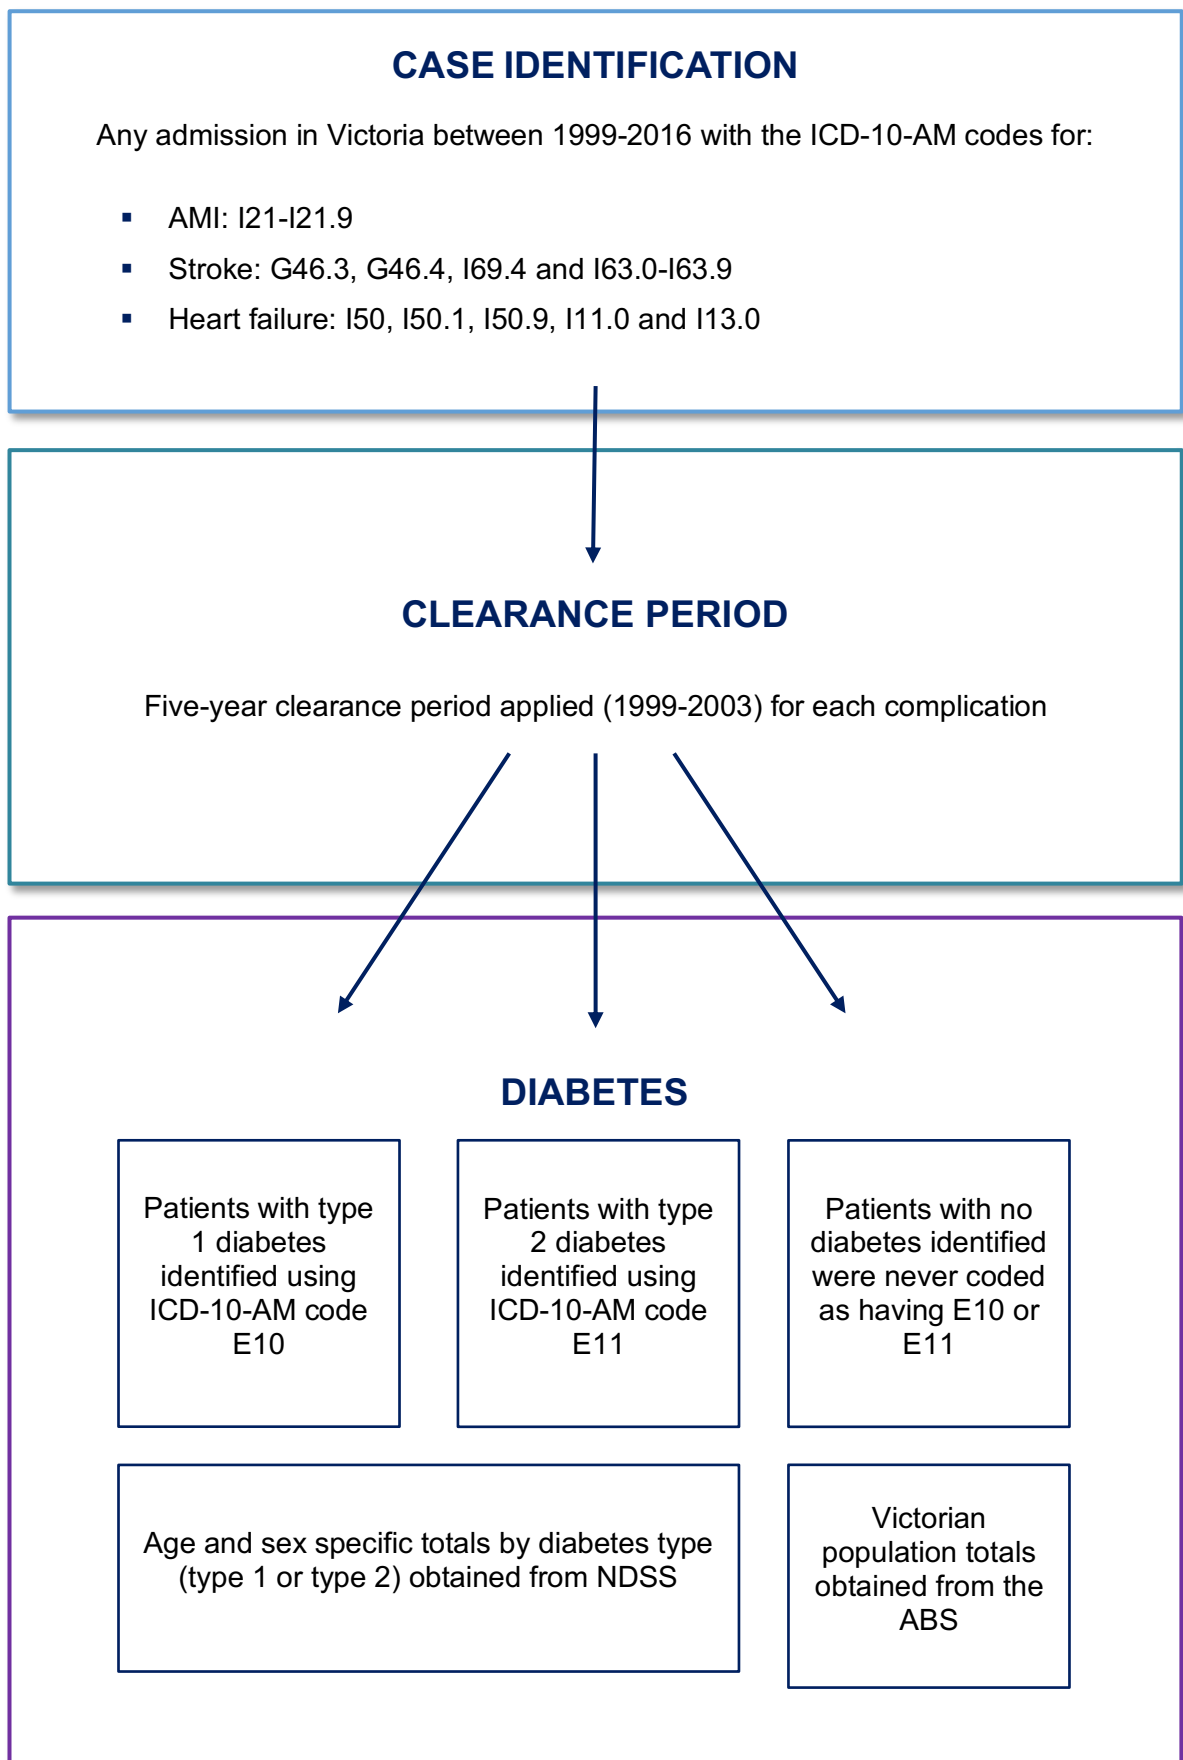 CASE IDENTIFICATION
Any admission in Victoria between 1999-2016 with the ICD-10-AM codes for:
▪ AMI: I21-I21.9
▪ Stroke: G46.3, G46.4, I69.4 and I63.0-I63.9
▪ Heart failure: I50, I50.1, I50.9, I11.0 and I13.0
CLEARANCE PERIOD
Five-year clearance period applied (1999-2003) for each complication
DIABETES
Patients with type
1 diabetes
identified using
ICD-10-AM code
E10
Patients with type
2 diabetes
identified using
ICD-10-AM code
E11
Patients with no
diabetes identified
were never coded
as having E10 or
E11
Age and sex specific totals by diabetes type
(type 1 or type 2) obtained from NDSS
Victorian
population totals
obtained from the
ABS